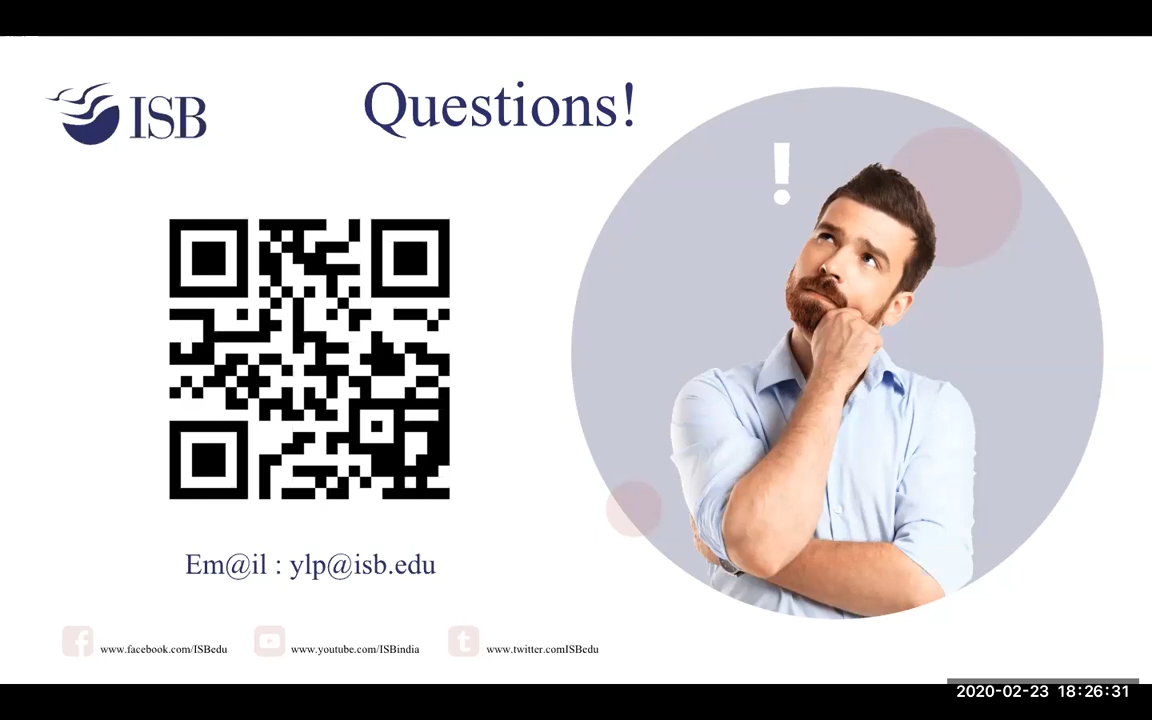 ISB
Questions!
!
Em@il : ylp@isb.edu
www.facebook.com/ISBedu
www.youtube.com/ISBindia
www.twitter.comISBedu
2020-02-23 18:26:31